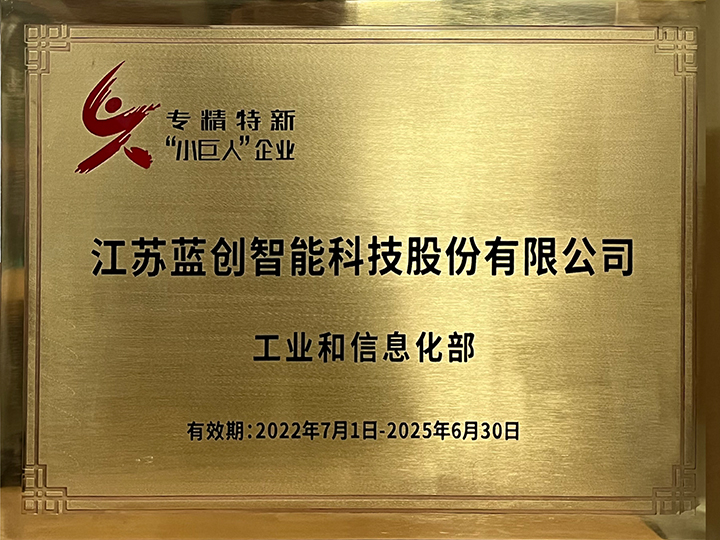 专精特新
“小巨人”企业
江苏蓝创智能科技股份有限公司
工业和信息化部
有效期:2022年7月1日-2025年6月30日